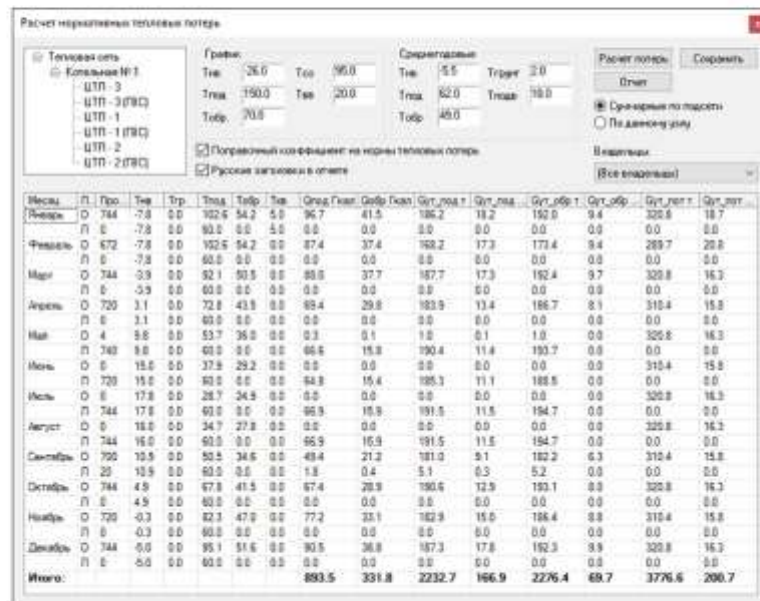 Расчет нормативных тепловых потерь
Тепловая сеть
Котельная № 1
ЦТП - 3
ЦТП - 3 (ГВС)
ЦТП - 1
ЦТП - 1 (ГВС)
ЦТП - 2
ЦТП - 2 (ГВС)
График:
Тнв -26.0 Тсо 95.0
Тпод 150.0 Твв 20.0
Тобр 70.0
Среднегодовые:
Тнв -5.5 Тгрунт 2.0
Тпод 62.0 Тподв 18.0
Тобр 49.0
Расчет потерь Сохранить
Отчет
Суммарные по подсети
По данному узлу
Поправочный коэффициент на нормы тепловых потерь
Русские заголовки в отчете
Владельцы
(Все владельцы)
Месяц П. Про... Тнв Тгр Тпод Тобр Тхв Qпод Гкал Qобр Гкал Gут_под т Qут_под ... Gут_обр т Qут_обр ... Gут_пот т Qут_пот ...
Январь О 744 -7.8 0.0 102.6 54.2 5.0 96.7 41.5 186.2 18.2 192.0 9.4 320.8 18.7
П 0 -7.8 0.0 60.0 0.0 5.0 0.0 0.0 0.0 0.0 0.0 0.0 0.0 0.0
Февраль О 672 -7.8 0.0 102.6 54.2 0.0 87.4 37.4 168.2 17.3 173.4 9.4 289.7 20.8
П 0 -7.8 0.0 60.0 0.0 0.0 0.0 0.0 0.0 0.0 0.0 0.0 0.0 0.0
Март О 744 -3.9 0.0 92.1 50.5 0.0 88.0 37.7 187.7 17.3 192.4 9.7 320.8 16.3
П 0 -3.9 0.0 60.0 0.0 0.0 0.0 0.0 0.0 0.0 0.0 0.0 0.0 0.0
Апрель О 720 3.1 0.0 72.8 43.5 0.0 69.4 29.8 183.9 13.4 186.7 8.1 310.4 15.8
П 0 3.1 0.0 60.0 0.0 0.0 0.0 0.0 0.0 0.0 0.0 0.0 0.0 0.0
Май О 4 9.8 0.0 53.7 36.0 0.0 0.3 0.1 1.0 0.1 1.0 0.0 320.8 16.3
П 740 9.8 0.0 60.0 0.0 0.0 66.6 15.8 190.4 11.4 193.7 0.0 0.0 0.0
Июнь О 0 15.0 0.0 37.9 29.2 0.0 0.0 0.0 0.0 0.0 0.0 0.0 310.4 15.8
П 720 15.0 0.0 60.0 0.0 0.0 64.8 15.4 185.3 11.1 188.5 0.0 0.0 0.0
Июль О 0 17.8 0.0 28.7 24.9 0.0 0.0 0.0 0.0 0.0 0.0 0.0 320.8 16.3
П 744 17.8 0.0 60.0 0.0 0.0 66.9 15.9 191.5 11.5 194.7 0.0 0.0 0.0
Август О 0 16.0 0.0 34.7 27.8 0.0 0.0 0.0 0.0 0.0 0.0 0.0 320.8 16.3
П 744 16.0 0.0 60.0 0.0 0.0 66.9 15.9 191.5 11.5 194.7 0.0 0.0 0.0
Сентябрь О 700 10.9 0.0 50.5 34.6 0.0 49.4 21.2 181.0 9.1 182.2 6.3 310.4 15.8
П 20 10.9 0.0 60.0 0.0 0.0 1.8 0.4 5.1 0.3 5.2 0.0 0.0 0.0
Октябрь О 744 4.9 0.0 67.8 41.5 0.0 67.4 28.9 190.6 12.9 193.1 8.0 320.8 16.3
П 0 4.9 0.0 60.0 0.0 0.0 0.0 0.0 0.0 0.0 0.0 0.0 0.0 0.0
Ноябрь О 720 -0.3 0.0 82.3 47.0 0.0 77.2 33.1 182.9 15.0 186.4 8.8 310.4 15.8
П 0 -0.3 0.0 60.0 0.0 0.0 0.0 0.0 0.0 0.0 0.0 0.0 0.0 0.0
Декабрь О 744 -5.0 0.0 95.1 51.6 0.0 90.5 38.8 187.3 17.8 192.3 9.9 320.8 16.3
П 0 -5.0 0.0 60.0 0.0 0.0 0.0 0.0 0.0 0.0 0.0 0.0 0.0 0.0
Итого: 893.5 331.8 2232.7 166.9 2276.4 69.7 3776.6 200.7